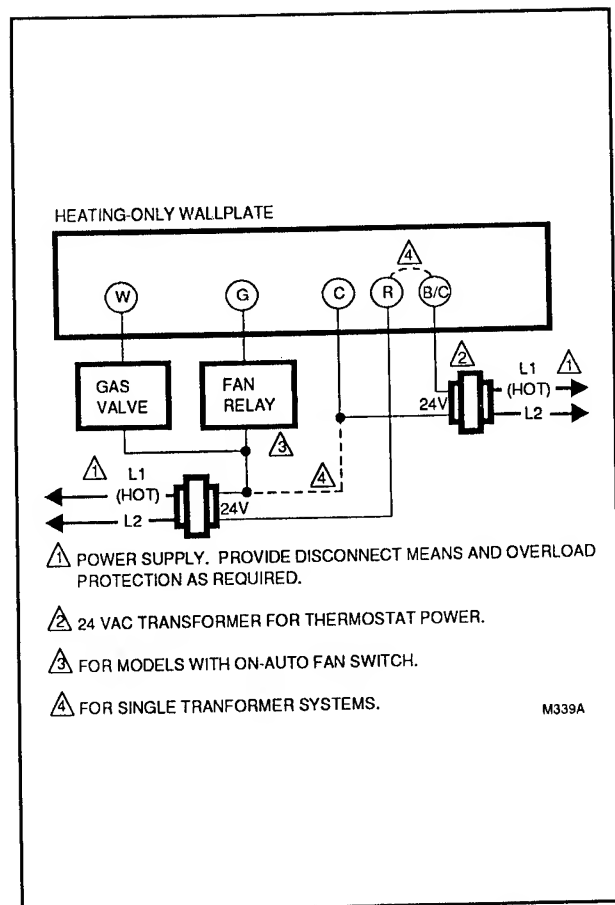 HEATING-ONLY WALLPLATE
4
W
G
C
R
B/C
2
L1
1
(HOT)
24V
L2
GAS
VALVE
FAN
RELAY
3
1
L1
(HOT)
4
24V
L2
1 POWER SUPPLY. PROVIDE DISCONNECT MEANS AND OVERLOAD
PROTECTION AS REQUIRED.
2 24 VAC TRANSFORMER FOR THERMOSTAT POWER.
3 FOR MODELS WITH ON-AUTO FAN SWITCH.
4 FOR SINGLE TRANFORMER SYSTEMS.
M339A